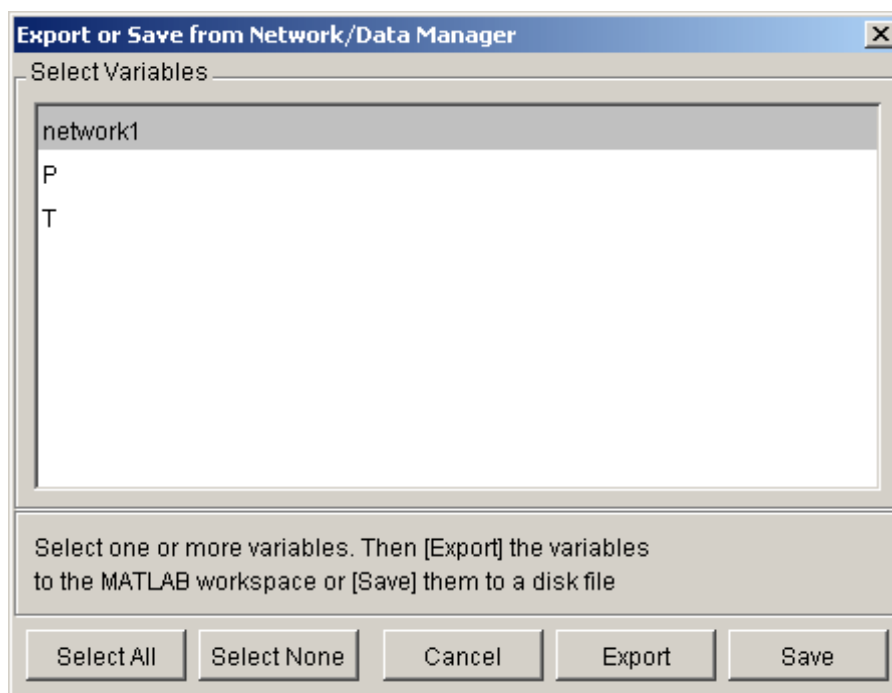 Export or Save from Network/Data Manager
Select Variables
network1
P
T
Select one or more variables. Then [Export] the variables
to the MATLAB workspace or [Save] them to a disk file
Select All
Select None
Cancel
Export
Save